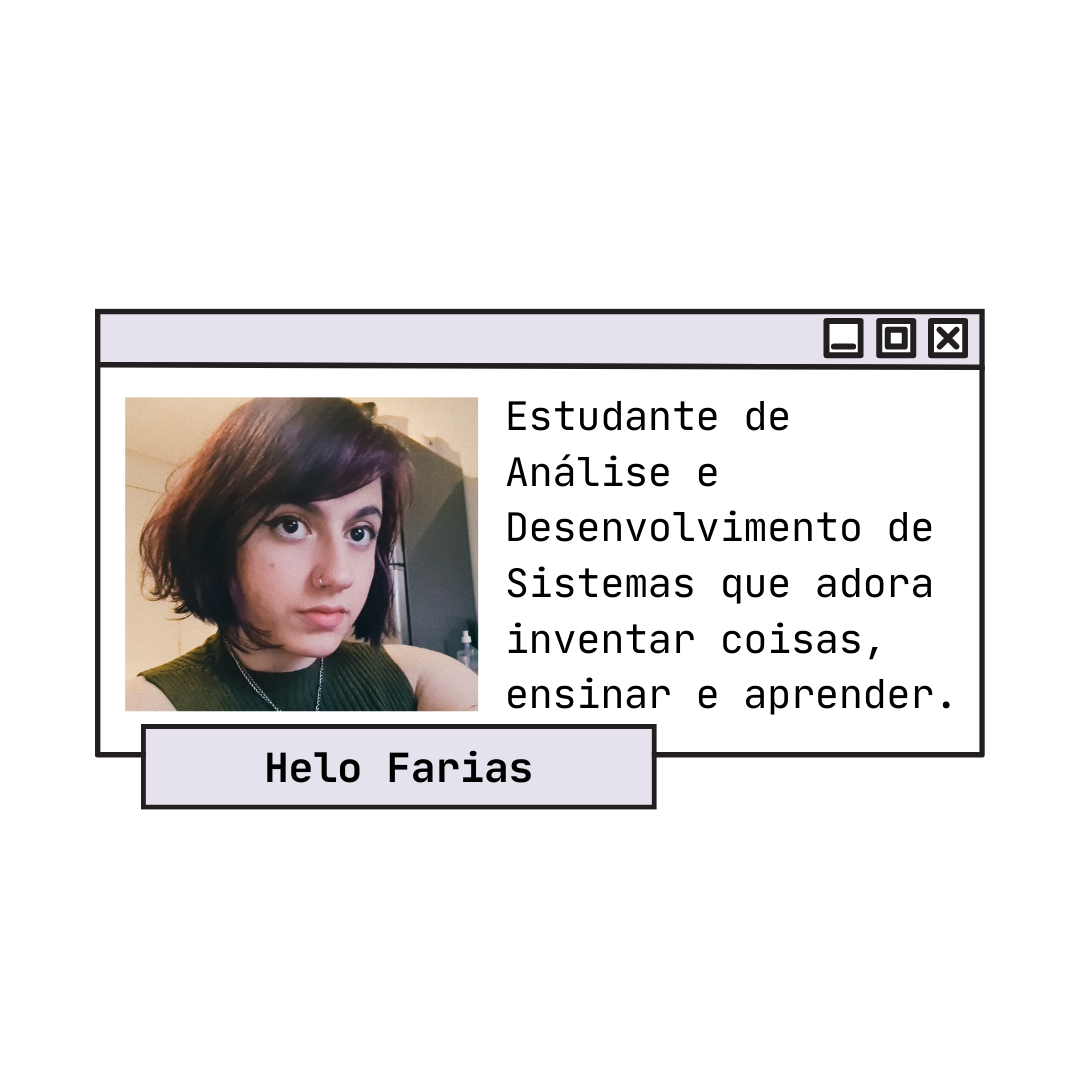 Estudante de
Análise e
Desenvolvimento de
Sistemas que adora
inventar coisas,
ensinar e aprender.
Helo Farias